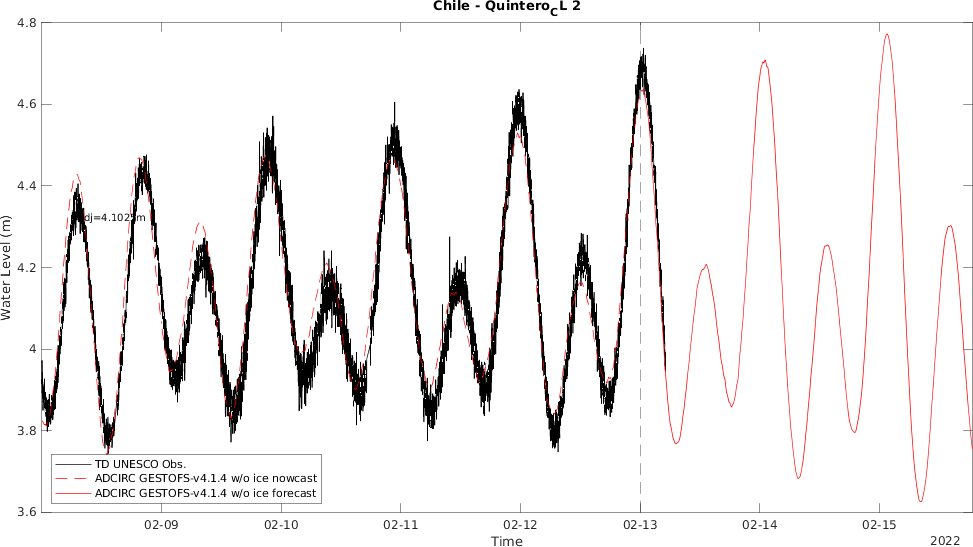 Chile - QuinteroCL 2
4.8
4.6
4.4
4.2
4
3.8
3.6
Water Level (m)
dj=4.1025m
TD UNESCO Obs.
ADCIRC GESTOFS-v4.1.4 w/o ice nowcast
ADCIRC GESTOFS-v4.1.4 w/o ice forecast
02-09
02-10
02-11
02-12
02-13
02-14
02-15
Time
2022